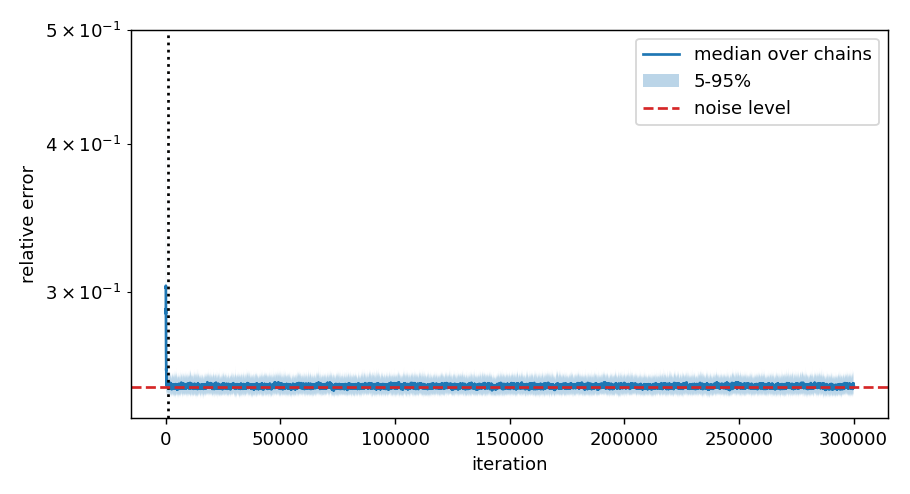 5 × 10⁻¹
4 × 10⁻¹
3 × 10⁻¹
relative error
median over chains
5-95%
noise level
0 50000 100000 150000 200000 250000 300000
iteration